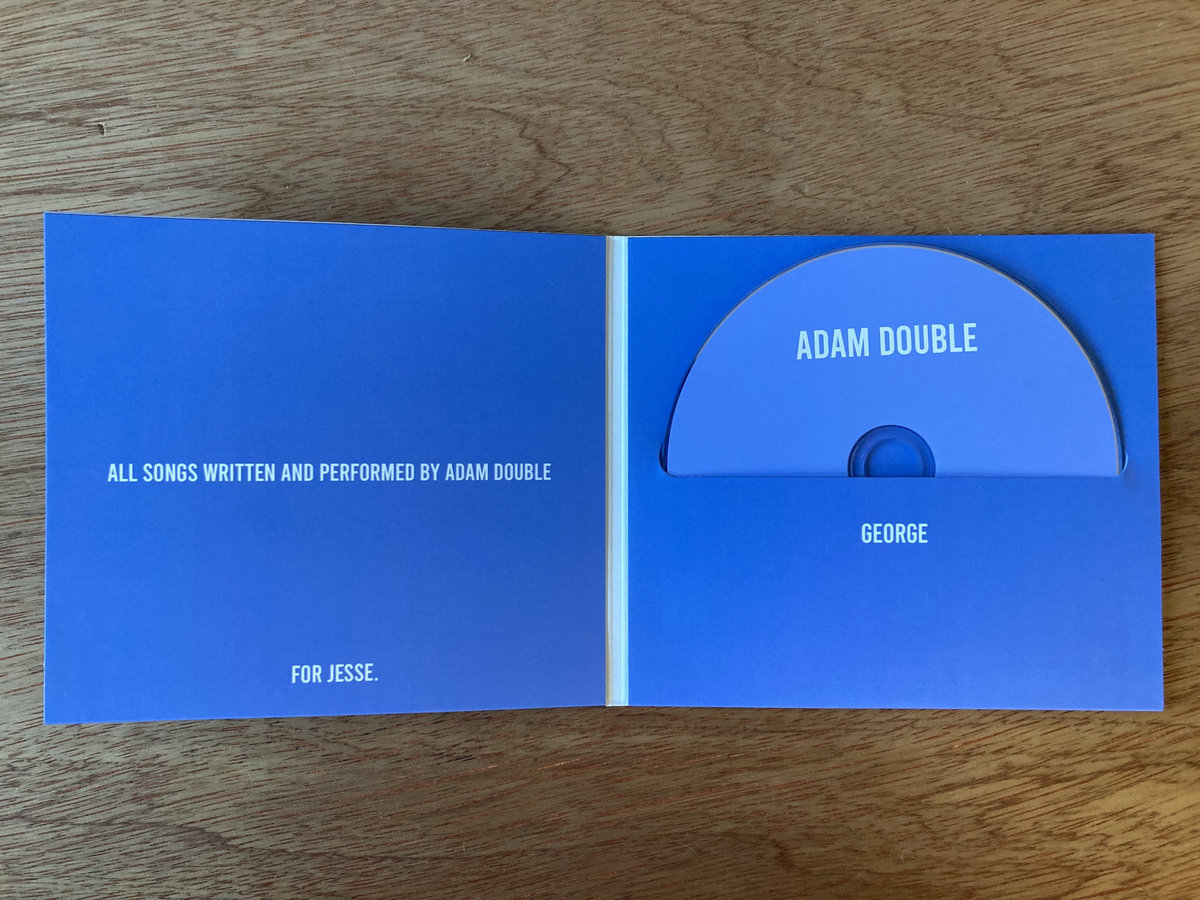 ALL SONGS WRITTEN AND PERFORMED BY ADAM DOUBLE
FOR JESSE.
ADAM DOUBLE
GEORGE